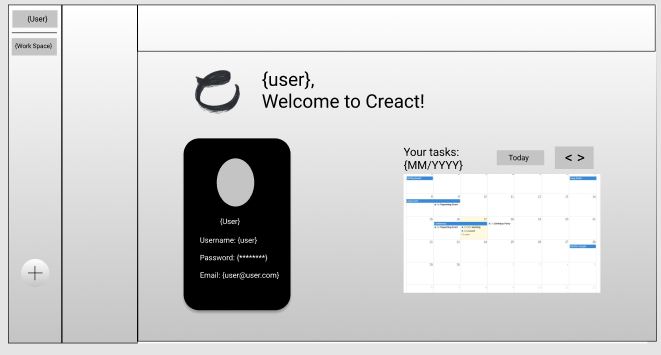 {User}
{Work Space}
{user},
Welcome to Creact!
{User}
Username: {user}
Password: {********}
Email: {user@user.com}
Your tasks:
{MM/YYYY}
Today
< >